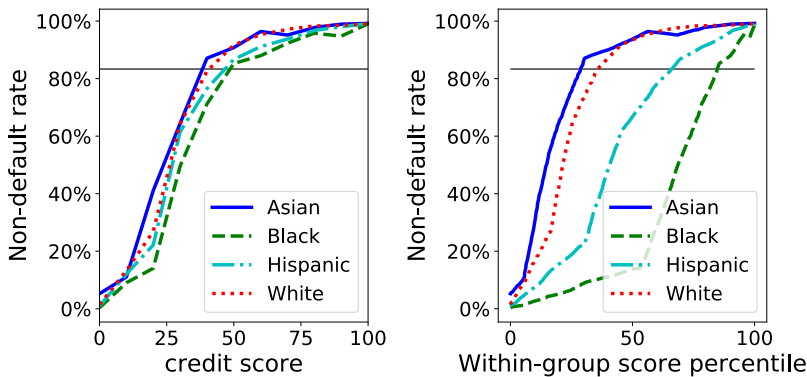 100%
80%
60%
40%
20%
0%
Non-default rate
Asian
Black
Hispanic
White
0
25
50
75
100
credit score
100%
80%
60%
40%
20%
0%
Non-default rate
Asian
Black
Hispanic
White
0
50
100
Within-group score percentile